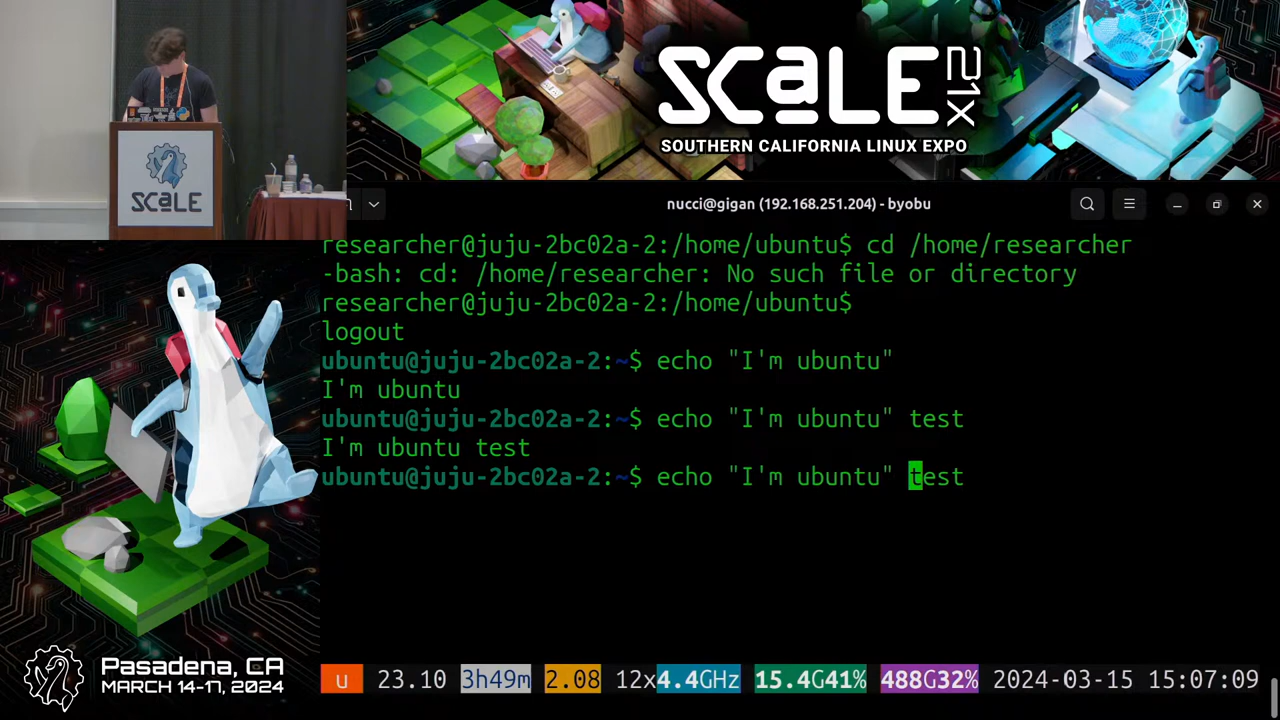 SCaLE 21x
SOUTHERN CALIFORNIA LINUX EXPO
SCaLE
nucci@gigan (192.168.251.204) - byobu
researcher@juju-2bc02a-2:/home/ubuntu$ cd /home/researcher
-bash: cd: /home/researcher: No such file or directory
researcher@juju-2bc02a-2:/home/ubuntu$
logout
ubuntu@juju-2bc02a-2:~$ echo "I'm ubuntu"
I'm ubuntu
ubuntu@juju-2bc02a-2:~$ echo "I'm ubuntu" test
I'm ubuntu test
ubuntu@juju-2bc02a-2:~$ echo "I'm ubuntu" test
Pasadena, CA
MARCH 14-17, 2024
u 23.10 3h49m 2.08 12x4.4GHz 15.4G41% 488G32% 2024-03-15 15:07:09